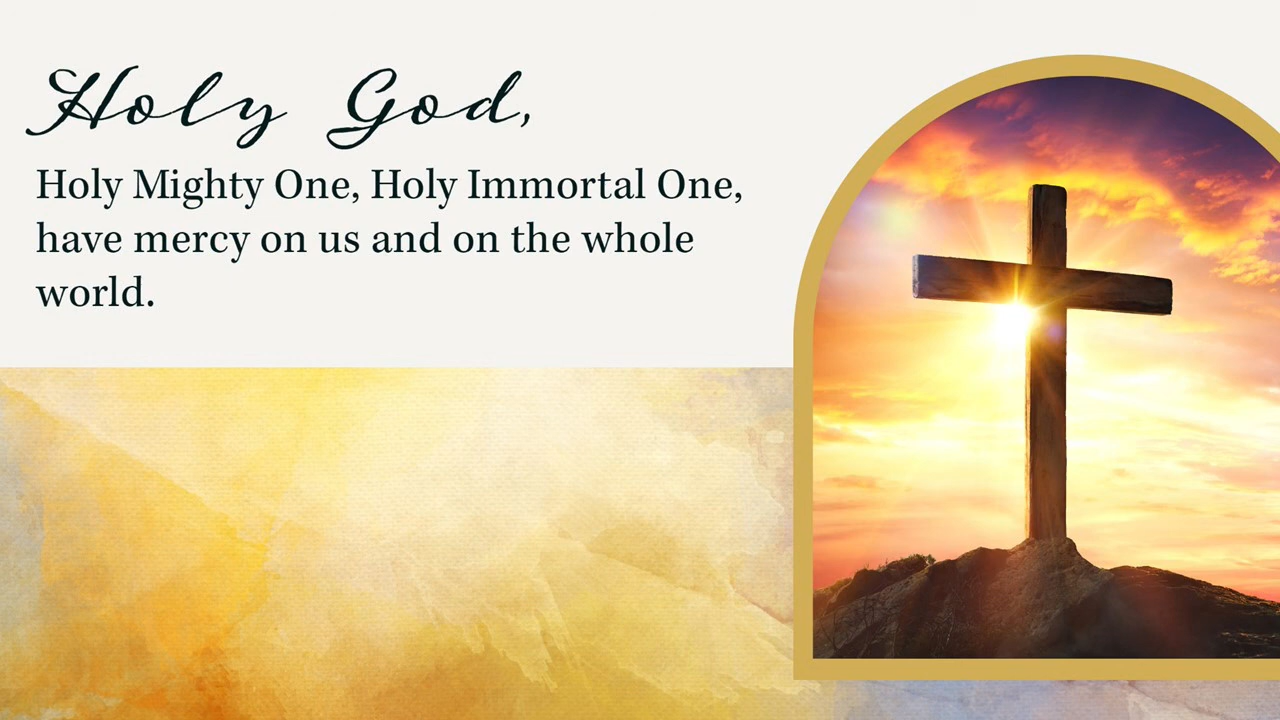 Holy God,
Holy Mighty One, Holy Immortal One,
have mercy on us and on the whole
world.